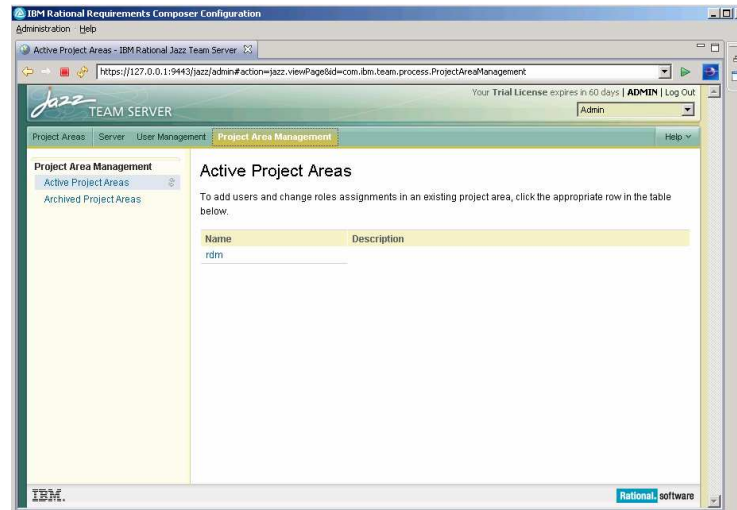 IBM Rational Requirements Composer Configuration
Administration Help
Active Project Areas - IBM Rational Jazz Team Server
https://127.0.0.1:9443/jazz/admin#action=jazz.viewPage&id=com.ibm.team.process.ProjectAreaManagement
Your Trial License expires in 60 days | ADMIN | Log Out
Jazz TEAM SERVER
Admin
Project Areas Server User Management Project Area Management Help
Project Area Management
Active Project Areas
Archived Project Areas
Active Project Areas
To add users and change roles assignments in an existing project area, click the appropriate row in the table
below.
Name Description
rdm
IBM.
Rational. software